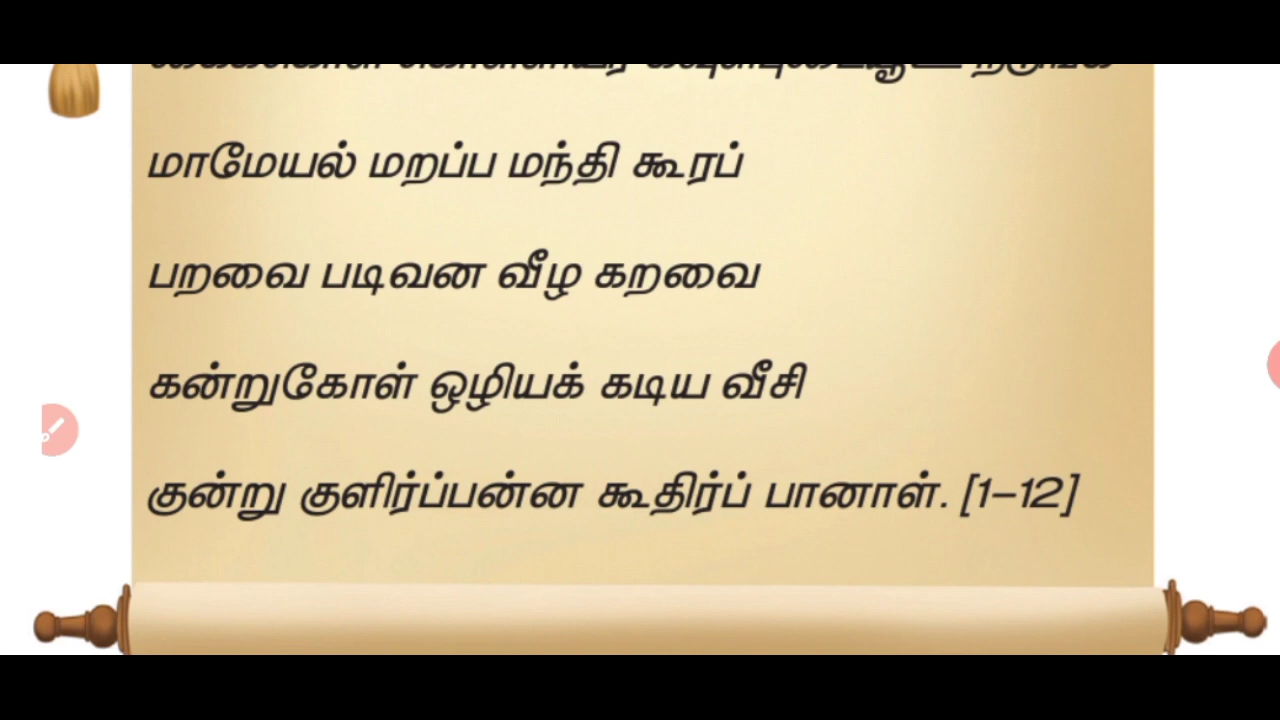 மாமேயல் மறப்ப மந்தி கூரப்
பறவை படிவன வீழ கறவை
கன்றுகோள் ஒழியக் கடிய வீசி
குன்று குளிர்ப்பன்ன கூதிர்ப் பானாள். [1-12]